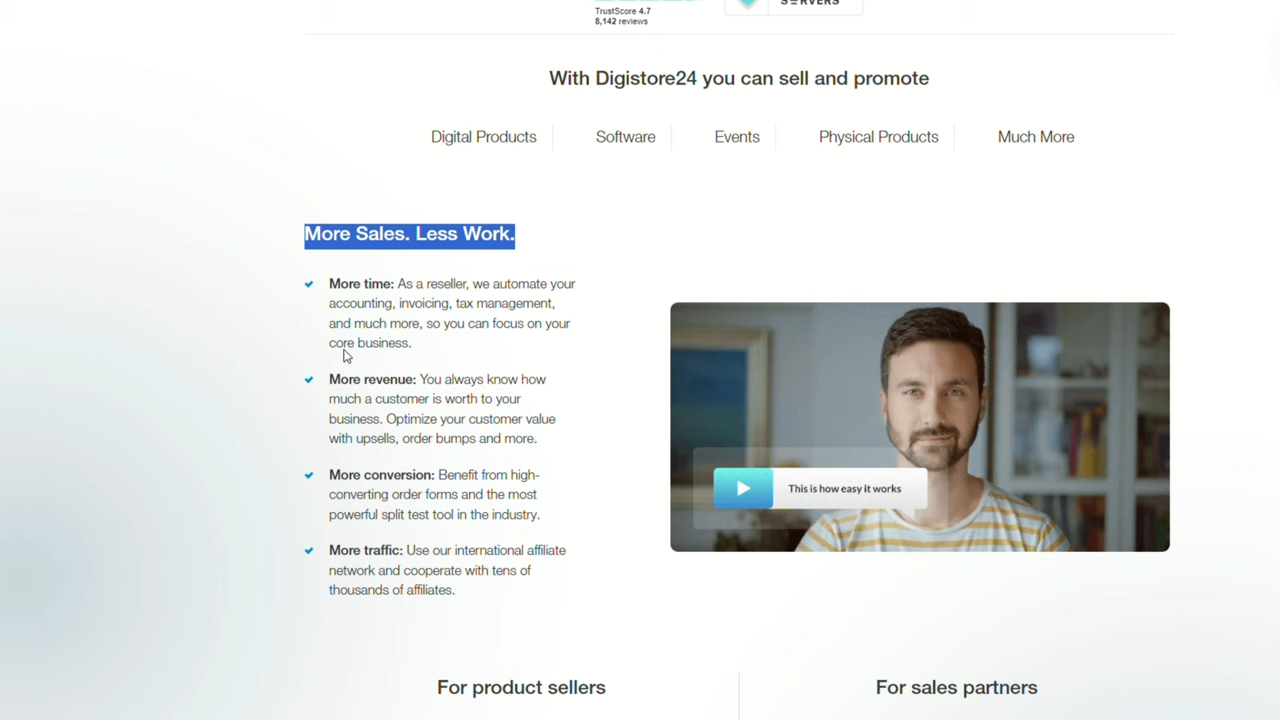 TrustScore 4.7
8,142 reviews
With Digistore24 you can sell and promote
Digital Products
Software
Events
Physical Products
Much More
More Sales. Less Work.
More time: As a reseller, we automate your
accounting, invoicing, tax management,
and much more, so you can focus on your
core business.
More revenue: You always know how
much a customer is worth to your
business. Optimize your customer value
with upsells, order bumps and more.
More conversion: Benefit from high-
converting order forms and the most
powerful split test tool in the industry.
More traffic: Use our international affiliate
network and cooperate with tens of
thousands of affiliates.
This is how easy it works
For product sellers
For sales partners